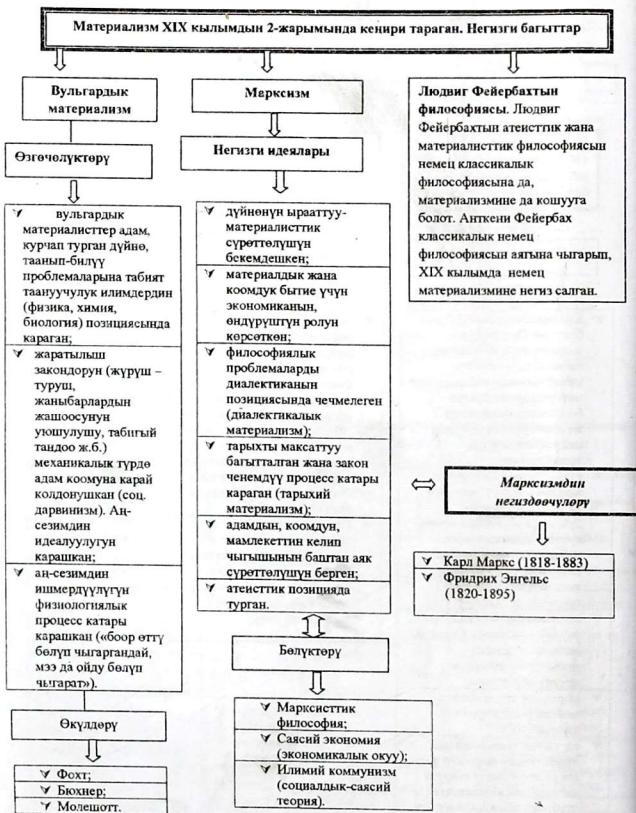 Материализм XIX кылымдын 2-жарымында кеңири тараган. Негизги багыттар
Вульгардык
материализм
Өзгөчөлүктөрү
вульгардык
материалисттер адам,
курчап турган дүйнө,
таанып-билүү
проблемаларына табият
таануучулук илимдердин
(физика, химия,
биология) позициясында
караган;
жаратылыш
закондорун (жүрүш –
туруш,
жаныбарлардын
жашоосунун
уюшулушу, табигый
тандоо ж.б.)
механикалык түрдө
адам коомуна карай
колдонушкан (соц.
дарвинизм). Аң-
сезимдин
идеалуулугун
карашкан;
аң-сезимдин
ишмердүүлүгүн
физиологиялык
процесс катары
карашкан («боор өттү
бөлүп чыгаргандай,
мээ да ойду бөлүп
чыгарат»).
Өкүлдөрү
Фохт;
Бюхнер;
Молешотт.
Марксизм
Негизги идеялары
дүйнөнүн ырааттуу-
материалисттик
сүрөттөлүшүн
бекемдешкен;
материалдык жана
коомдук бытие үчүн
экономиканын,
өндүрүштүн ролун
көрсөткөн;
философиялык
проблемаларды
диалектиканын
позициясында чечмелеген
(диалектикалык
материализм);
тарыхты максаттуу
багытталган жана закон
ченемдүү процесс катары
караган (тарыхий
материализм);
адамдын, коомдун,
мамлекеттин келип
чыгышынын баштан аяк
сүрөттөлүшүн берген;
атеисттик позицияда
турган.
Бөлүктөрү
Марксисттик
философия;
Саясий экономия
(экономикалык окуу);
Илимий коммунизм
(социалдык-саясий
теория).
Людвиг Фейербахтын
философиясы. Людвиг
Фейербахтын атеисттик жана
материалисттик философиясын
немец классикалык
философиясына да,
материализмине да кошууга
болот. Анткени Фейербах
классикалык немец
философиясын аягына чыгарып,
XIX кылымда немец
материализмине негиз салган.
Марксизмдин
негиздөөчүлөрү
Карл Маркс (1818-1883)
Фридрих Энгельс
(1820-1895)